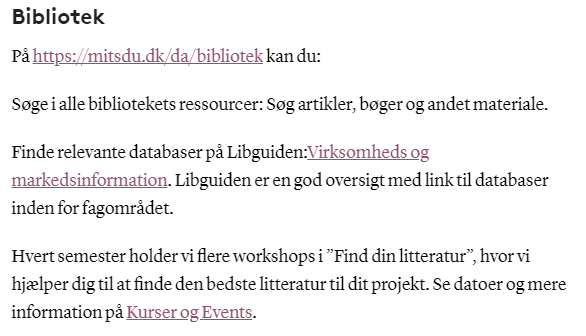 Bibliotek
På https://mitsdu.dk/da/bibliotek kan du:
Søge i alle bibliotekets ressourcer: Søg artikler, bøger og andet materiale.
Finde relevante databaser på Libguiden:Virksomheds og
markedsinformation. Libguiden er en god oversigt med link til databaser
inden for fagområdet.
Hvert semester holder vi flere workshops i ”Find din litteratur”, hvor vi
hjælper dig til at finde den bedste litteratur til dit projekt. Se datoer og mere
information på Kurser og Events.